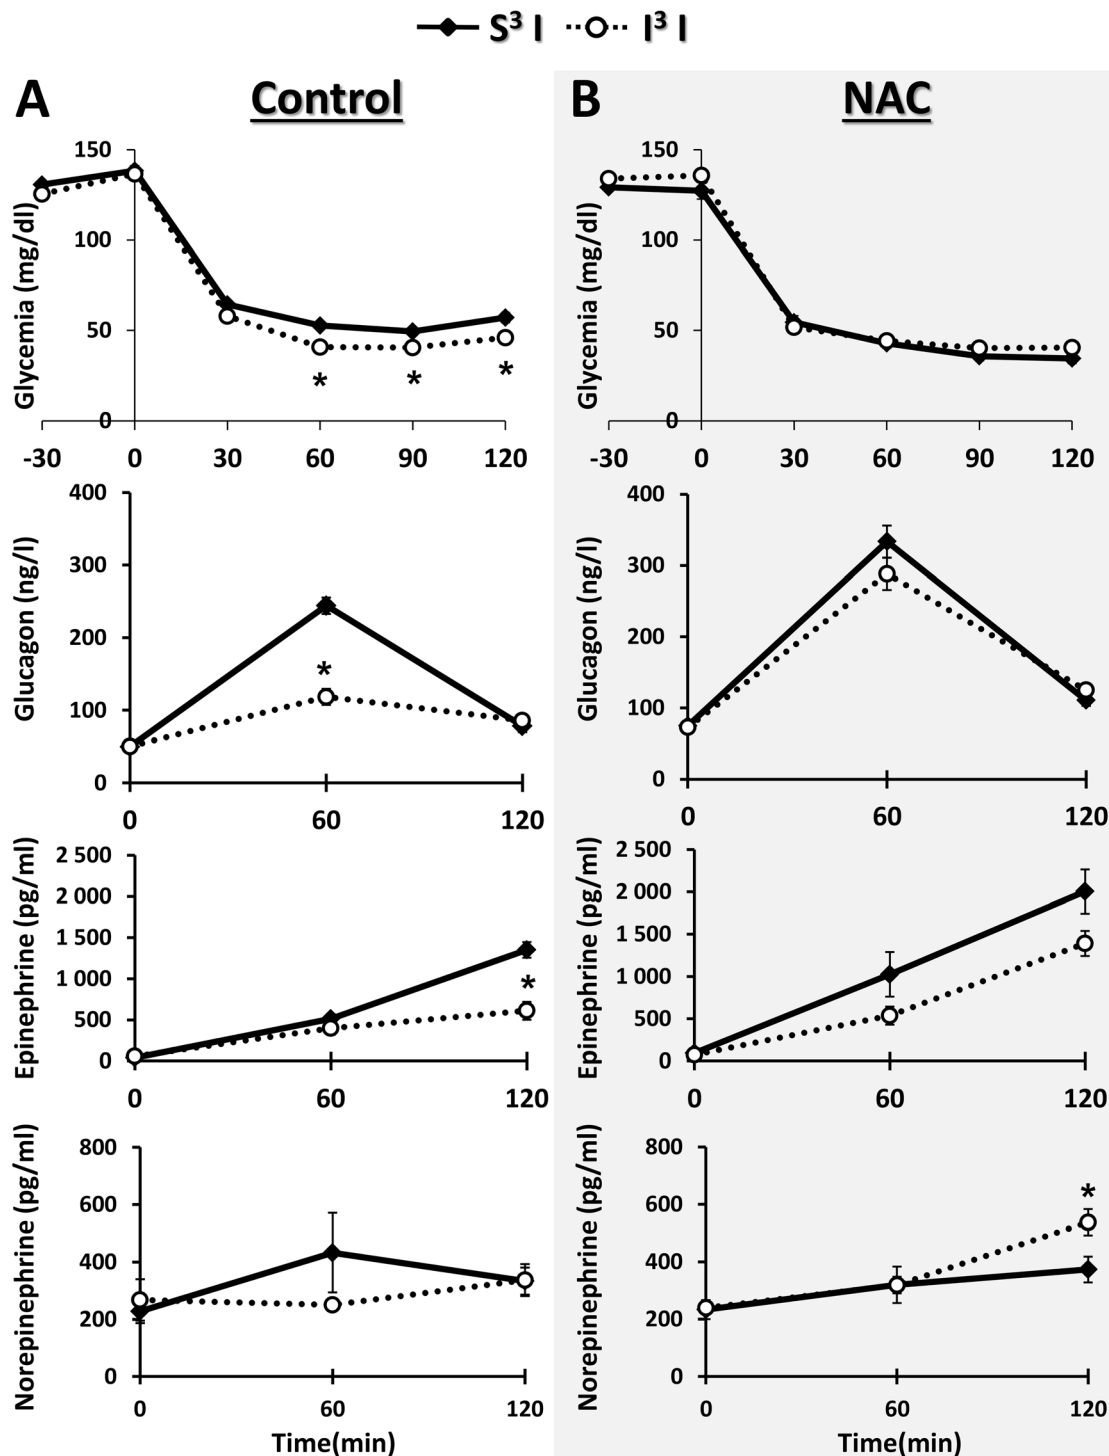 S³ I I³ I
A Control
150
100
50
0
Glycemia (mg/dl)
-30 0 30 60 90 120
* * *
400
300
200
100
0
Glucagon (ng/l)
0 60 120
*
2 500
2 000
1 500
1 000
500
0
Epinephrine (pg/ml)
0 60 120
*
800
600
400
200
0
Norepinephrine (pg/ml)
0 60 120
Time(min)
B NAC
150
100
50
0
Glycemia (mg/dl)
-30 0 30 60 90 120
400
300
200
100
0
Glucagon (ng/l)
0 60 120
2 500
2 000
1 500
1 000
500
0
Epinephrine (pg/ml)
0 60 120
800
600
400
200
0
Norepinephrine (pg/ml)
*
0 60 120
Time(min)